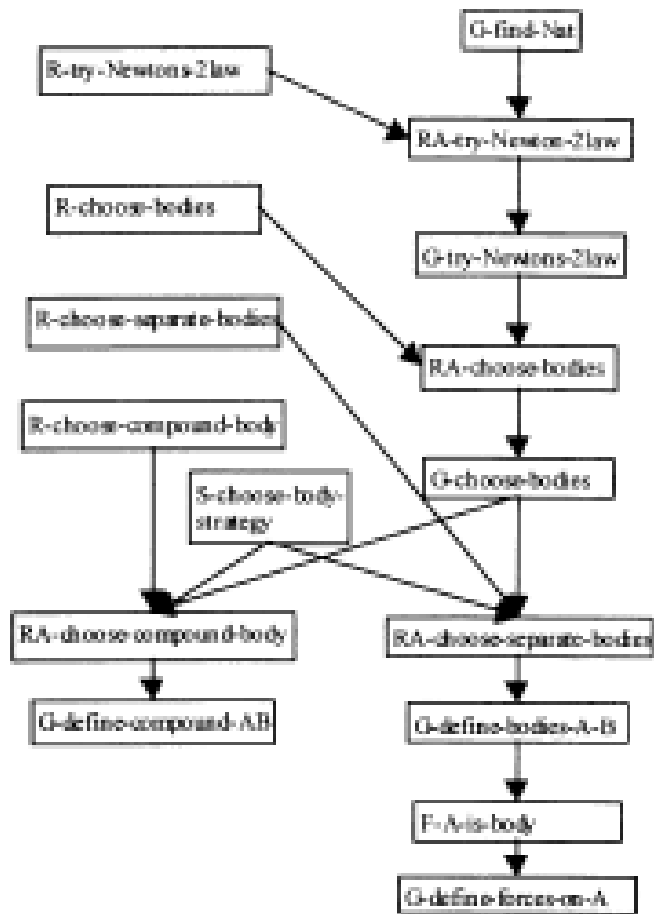 G-find-Nat
R-try-Newtons-2law
RA-try-Newton-2law
R-choose-bodies
G-try-Newtons-2law
R-choose-separate-bodies
RA-choose-bodies
R-choose-compound-body
G-choose-bodies
S-choose-body-
strategy
RA-choose-compound-body
RA-choose-separate-bodies
G-define-compound-AB
G-define-bodies-A-B
F-A-is-body
G-define-forces-on-A